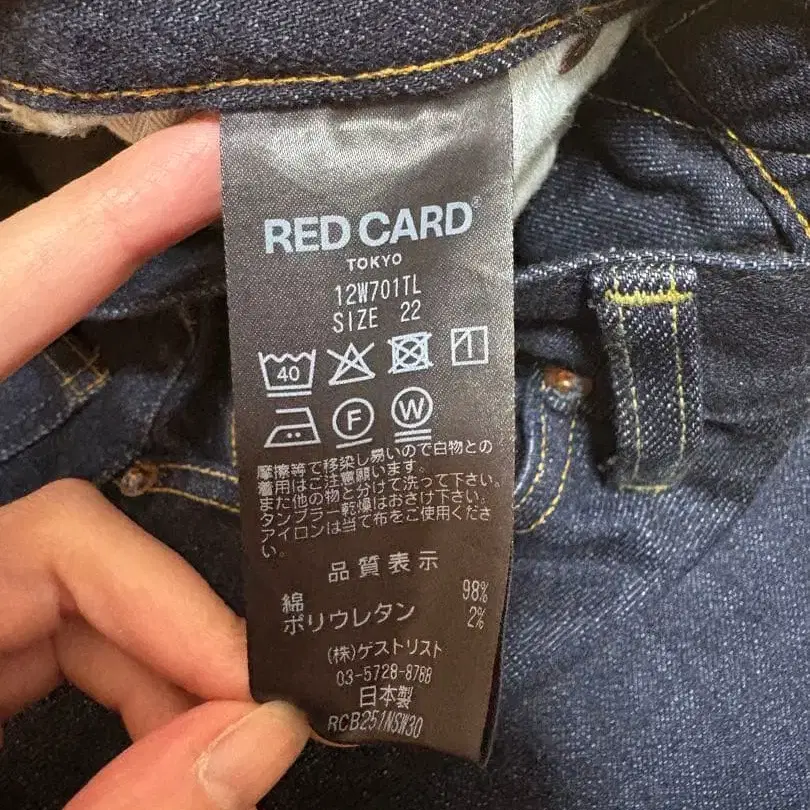 RED CARD®
TOKYO
12W701TL
SIZE 22
40
F W
摩擦等で移染し易いので白物との
着用はご注意願います。
また他の物と分けて洗って下さい。
タンブラー乾燥はおさけ下さい。
アイロンは当て布をご使用くださ
い。
品質表示
綿 98%
ポリウレタン 2%
(株)ゲストリスト
03-5728-8788
日本製
RCB251NSW30